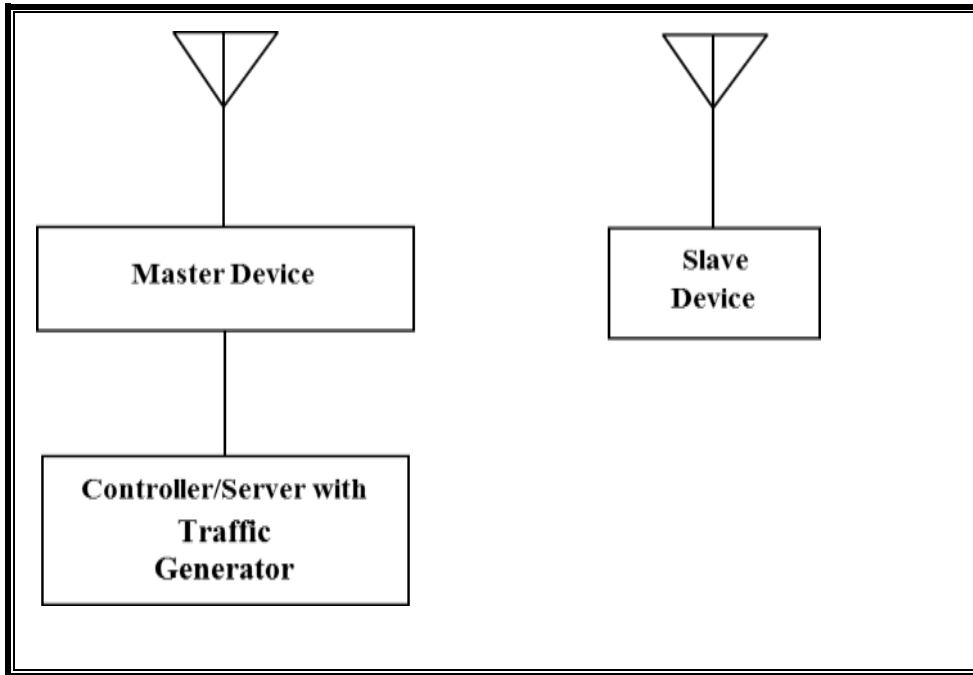 Master Device
Slave
Device
Controller/Server with
Traffic
Generator